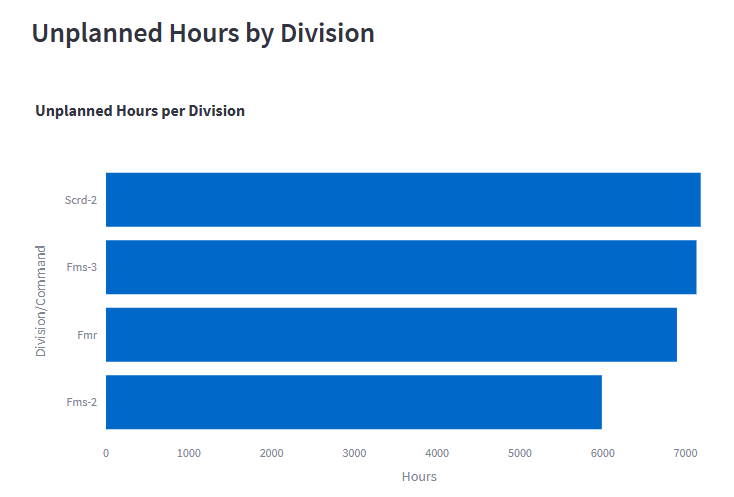 Unplanned Hours by Division
Unplanned Hours per Division
Division/Command
Scrd-2
Fms-3
Fmr
Fms-2
0 1000 2000 3000 4000 5000 6000 7000
Hours